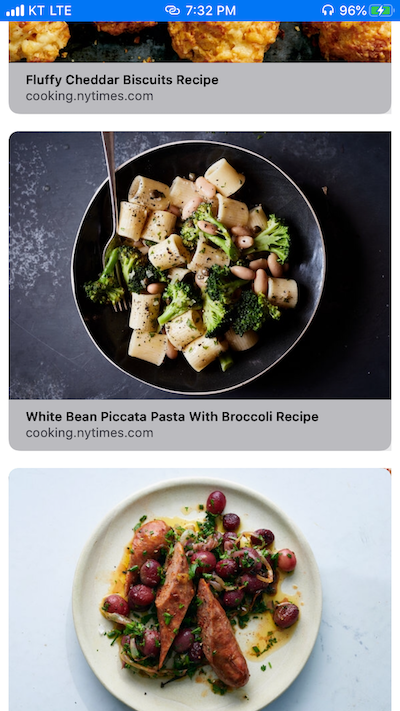 KT LTE 7:32 PM 96%
Fluffy Cheddar Biscuits Recipe
cooking.nytimes.com
White Bean Piccata Pasta With Broccoli Recipe
cooking.nytimes.com